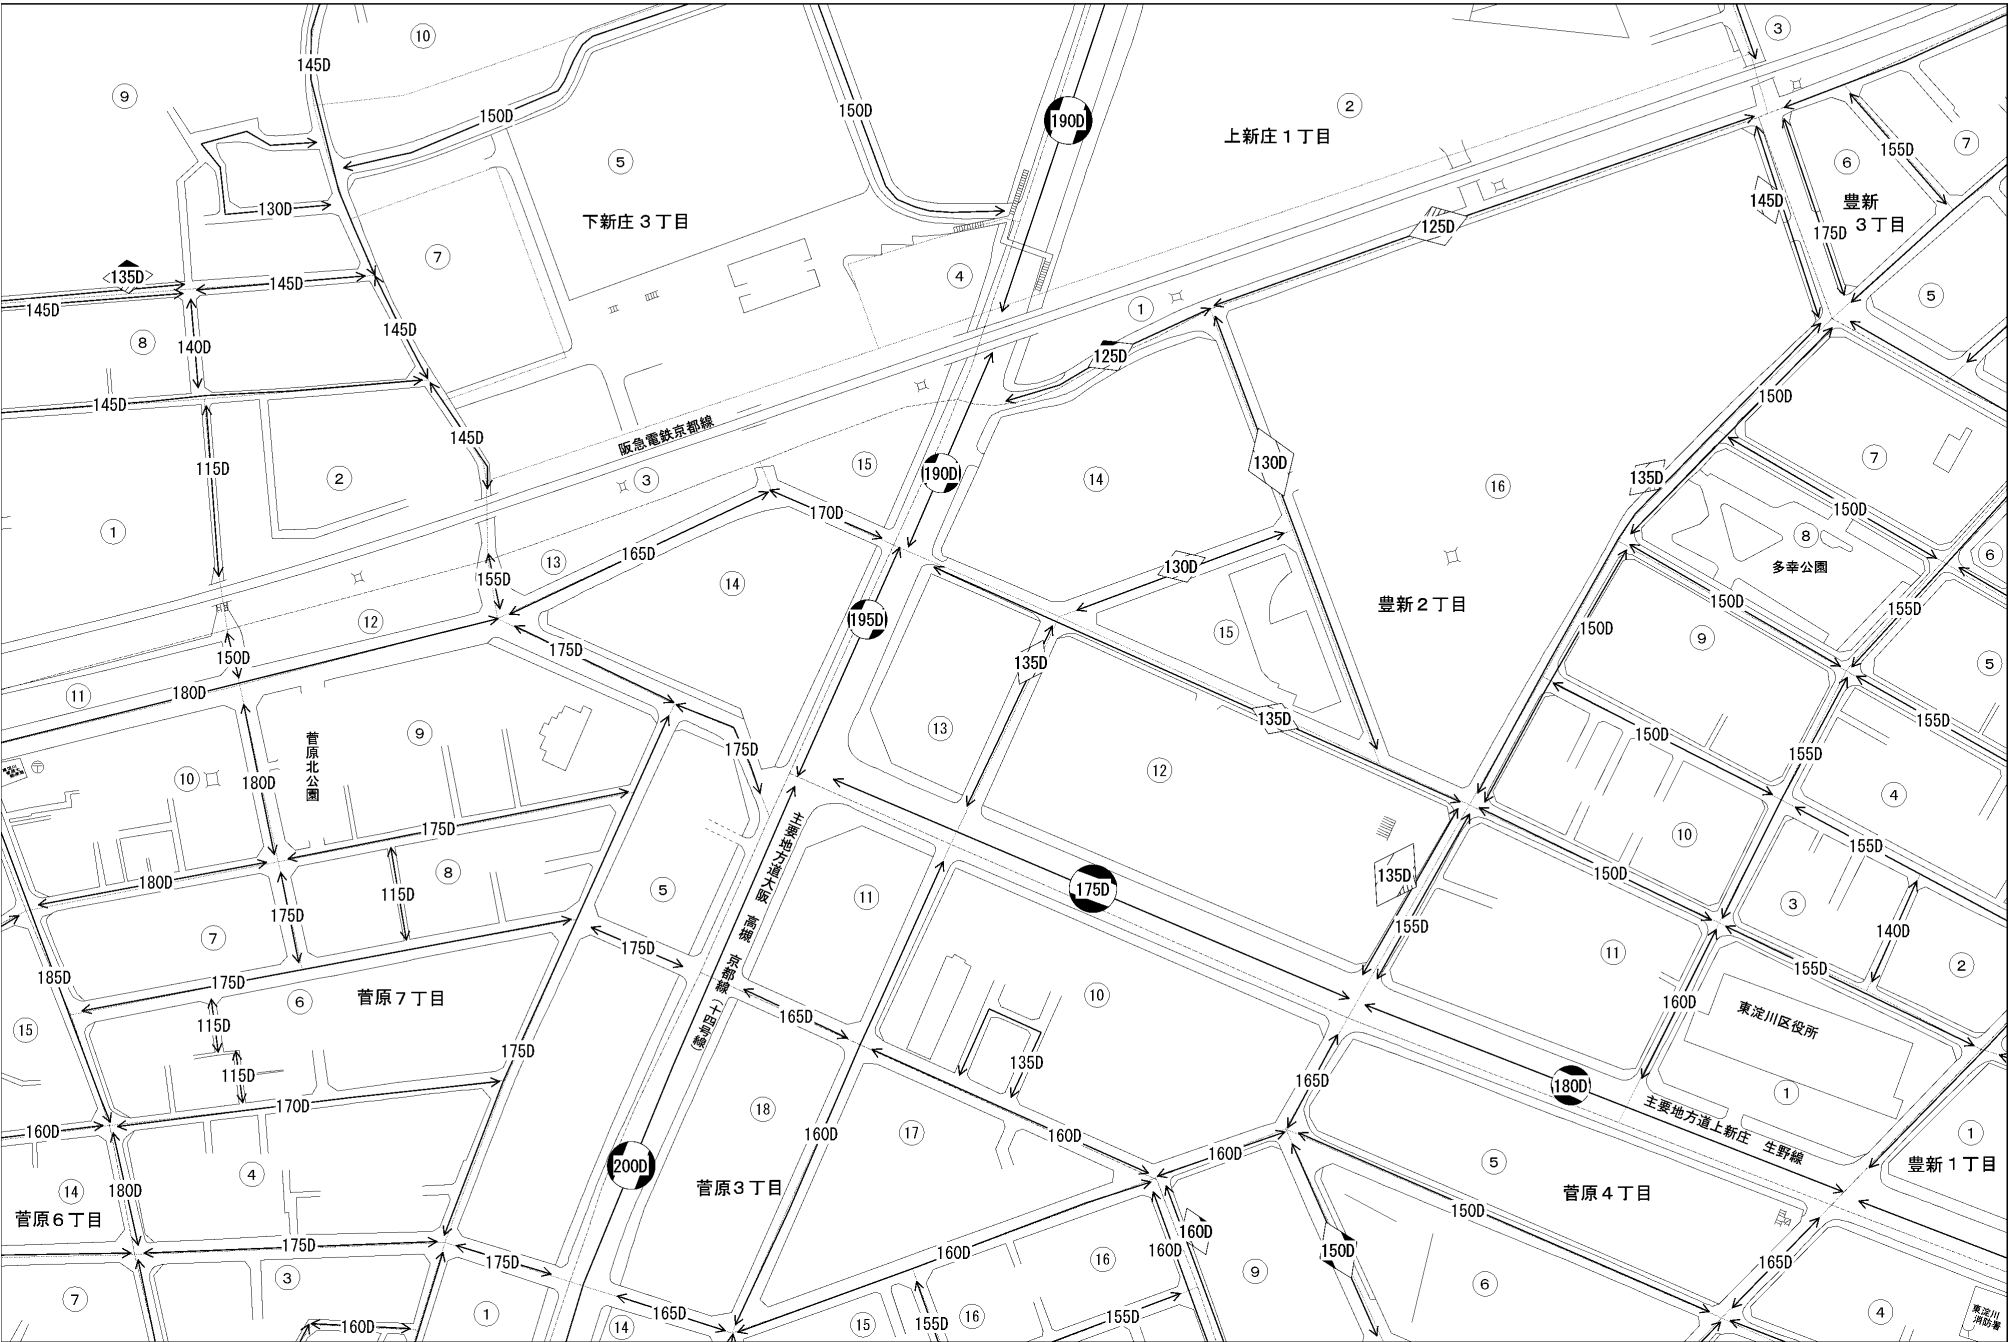 ⑩
145D
⑨
150D
150D
190D
⑤
下新庄3丁目
130D
⑦
④
135D
145D
145D
145D
⑧
140D
145D
145D
115D
②
①
阪急電鉄京都線
③
⑮
190D
170D
165D
⑬
155D
⑭
195D
⑫
150D
⑪
180D
175D
上新庄1丁目
②
③
125D
①
125D
145D
175D
⑥
155D
⑦
豊新
3丁目
⑤
150D
⑦
135D
150D
⑧
多幸公園
⑥
⑭
130D
⑯
130D
⑮
豊新2丁目
150D
150D
⑨
155D
⑤
135D
⑬
135D
⑫
150D
155D
155D
④
⑩
155D
150D
③
140D
155D
②
菅原北公園
⑨
⑩
180D
175D
180D
115D
⑧
175D
⑦
175D
185D
⑥
菅原7丁目
⑮
115D
115D
175D
170D
160D
④
180D
⑭
菅原6丁目
175D
③
⑦
160D
①
175D
175D
⑤
175D
主要地方道大阪 高槻 京都線(十四号線)
⑪
175D
135D
155D
⑪
160D
東淀川区役所
①
180D
主要地方道上新庄 生野線
①
豊新1丁目
⑩
165D
135D
165D
⑱
160D
⑰
160D
160D
200D
菅原3丁目
160D
160D
160D
⑯
⑨
150D
⑤
菅原4丁目
150D
⑥
165D
④
東淀川
消防署
165D
⑭
⑮
155D
⑯
155D